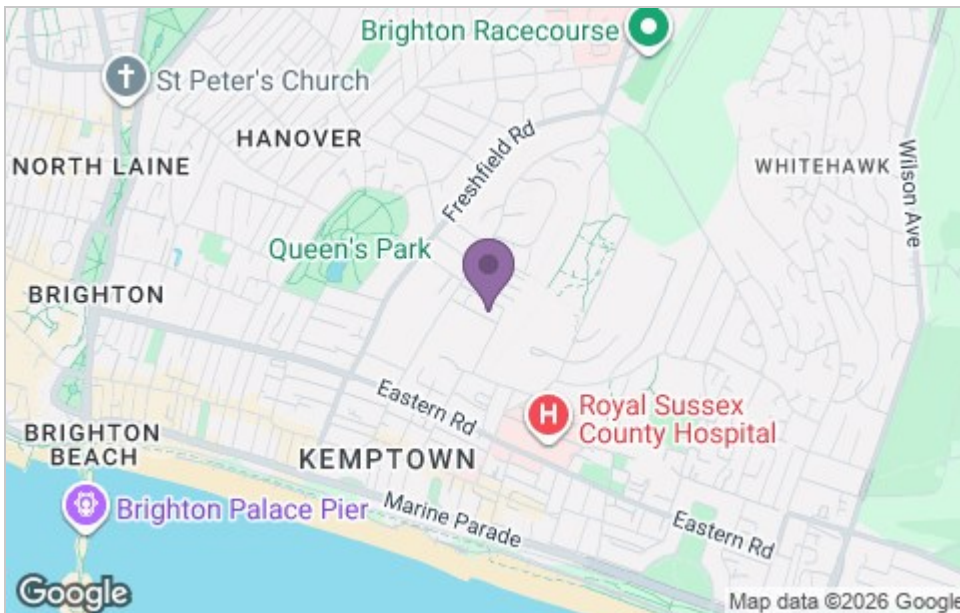 Brighton Racecourse
St Peter's Church
HANOVER
NORTH LAINE
Freshfield Rd
WHITEHAWK
Wilson Ave
Queen's Park
BRIGHTON
Eastern Rd
H
Royal Sussex
County Hospital
BRIGHTON
BEACH
KEMPTOWN
Brighton Palace Pier
Marine Parade
Eastern Rd
Google
Map data ©2026 Google